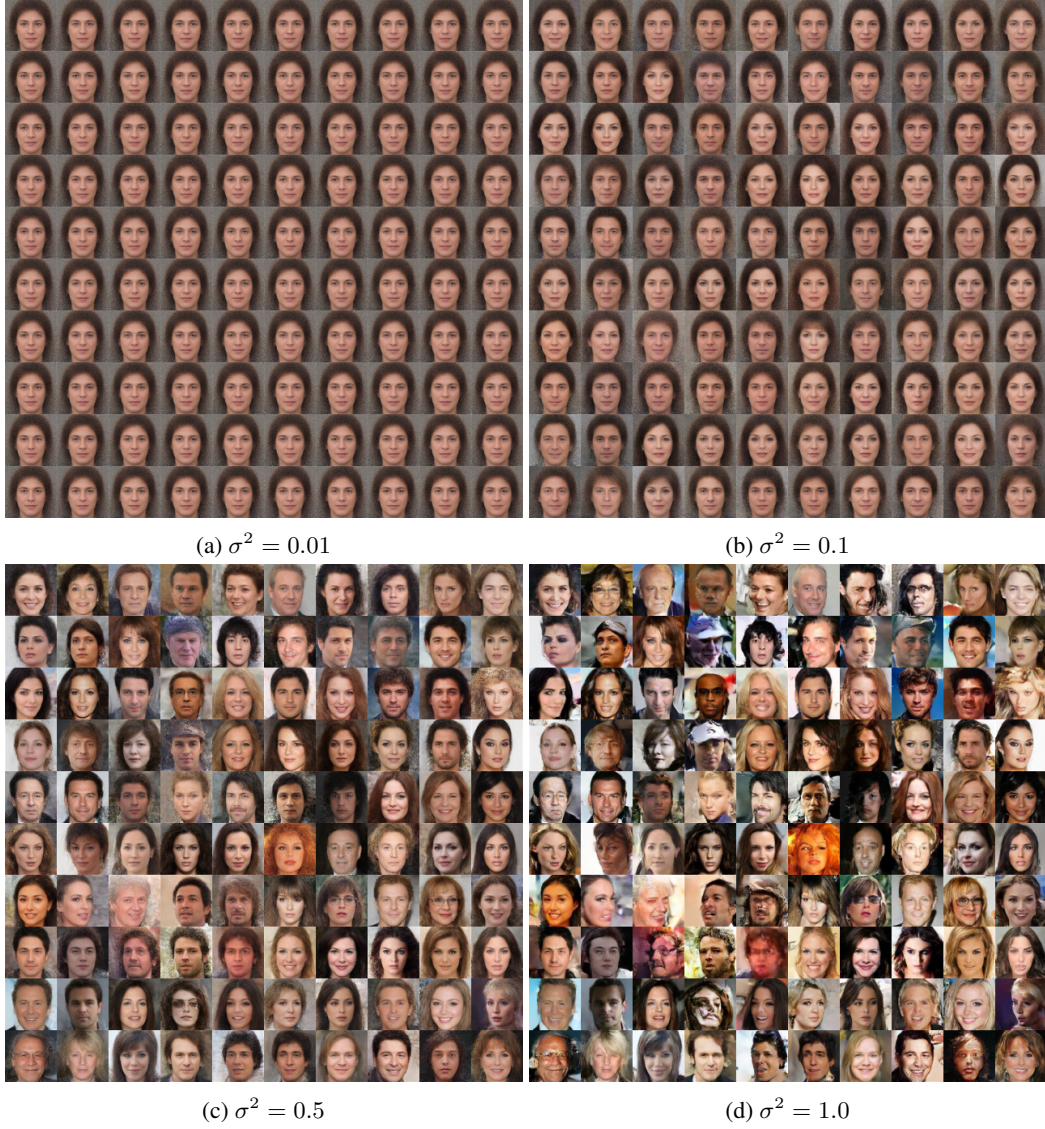 (a) σ² = 0.01
(b) σ² = 0.1
(c) σ² = 0.5
(d) σ² = 1.0